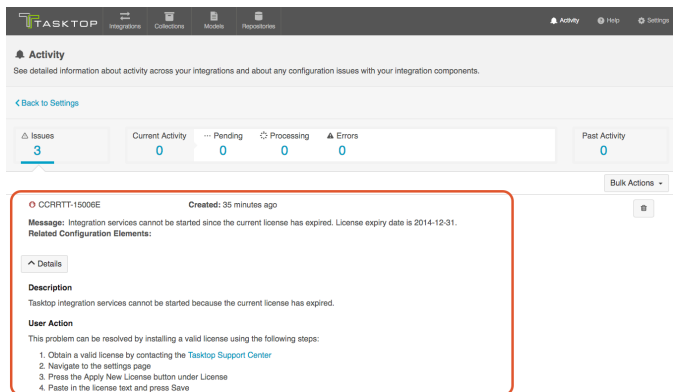 TASKTOP
Integrations Collections Models Repositories
Activity Help Settings
Activity
See detailed information about activity across your integrations and about any configuration issues with your integration components.
Back to Settings
Issues
3
Current Activity
0
Pending
0
Processing
0
Errors
0
Past Activity
0
Bulk Actions
CCRRTT-15006E Created: 35 minutes ago
Message: Integration services cannot be started since the current license has expired. License expiry date is 2014-12-31.
Related Configuration Elements:
Details
Description
Tasktop integration services cannot be started because the current license has expired.
User Action
This problem can be resolved by installing a valid license using the following steps:
1. Obtain a valid license by contacting the Tasktop Support Center
2. Navigate to the settings page
3. Press the Apply New License button under License
4. Paste in the license text and press Save